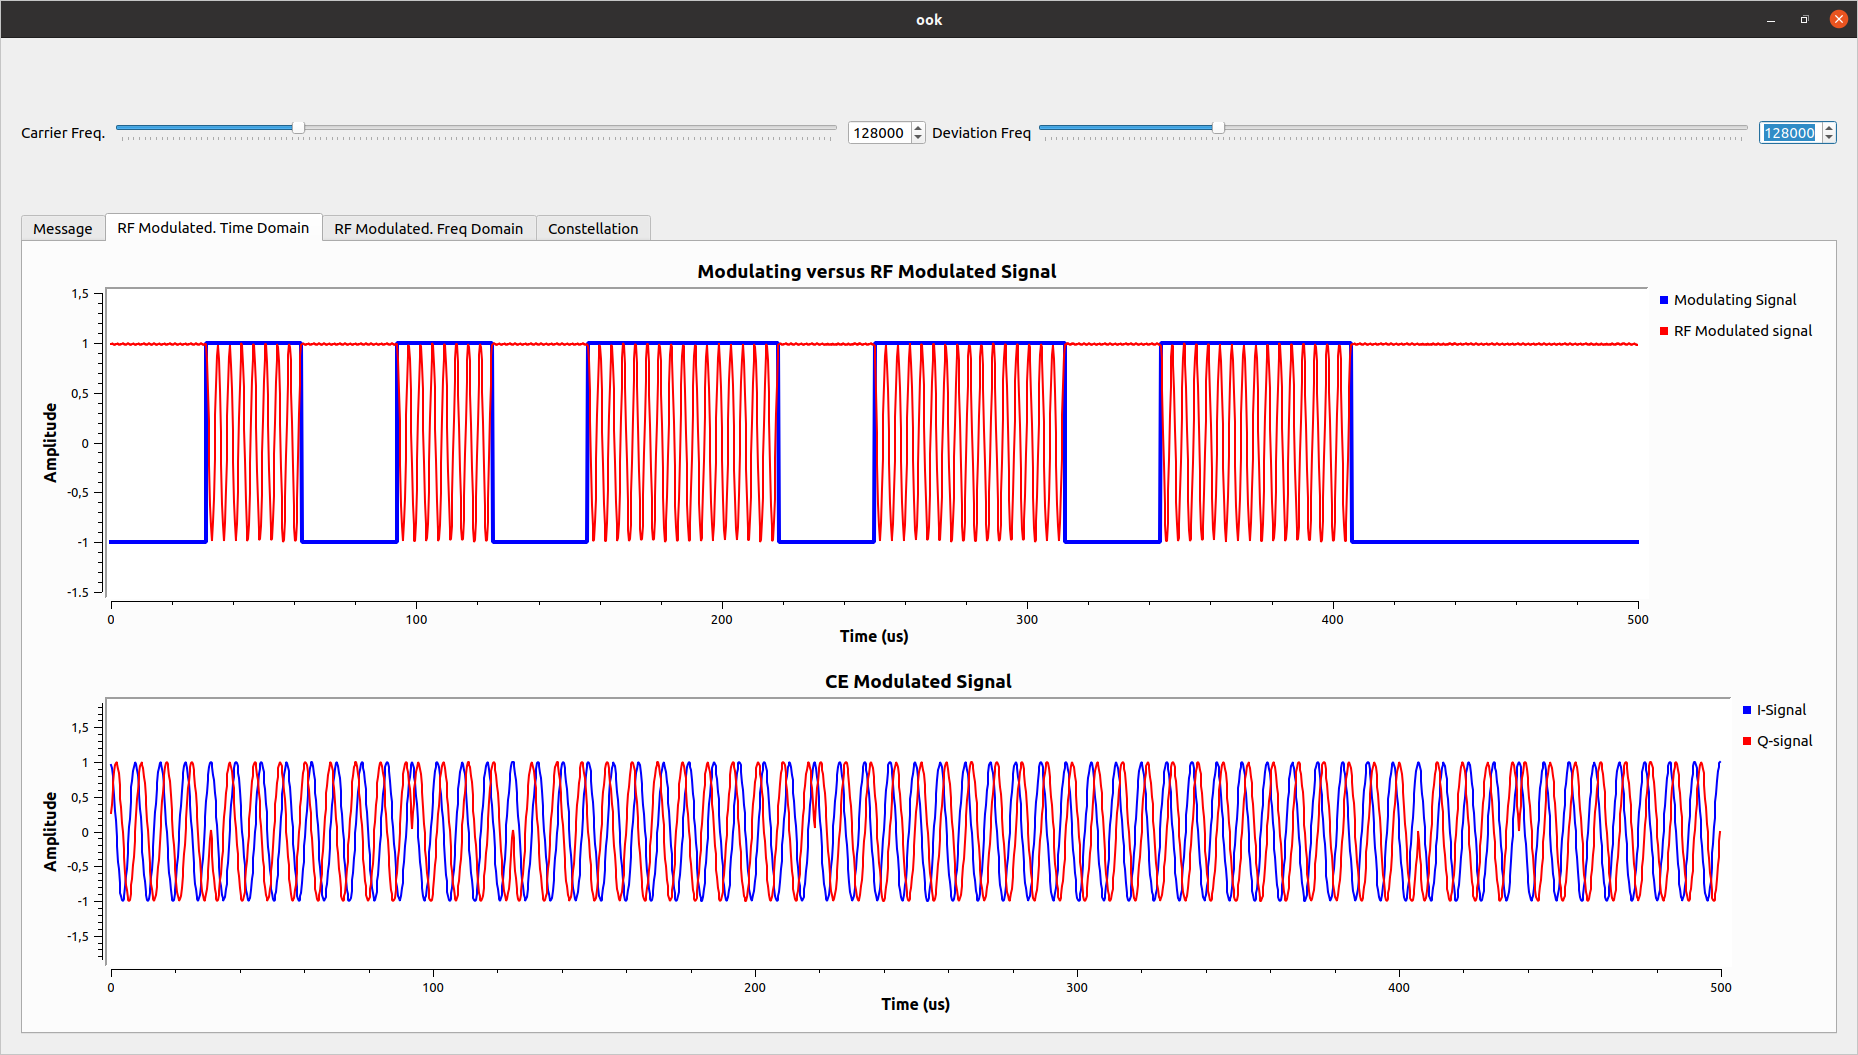 ook
Carrier Freq. 128000 Deviation Freq 128000
Message RF Modulated. Time Domain RF Modulated. Freq Domain Constellation
Modulating versus RF Modulated Signal
1,5
1
0,5
0
-0,5
-1
-1.5
Amplitude
0 100 200 300 400 500
Time (us)
Modulating Signal
RF Modulated signal
CE Modulated Signal
1,5
1
0,5
0
-0,5
-1
-1,5
Amplitude
0 100 200 300 400 500
Time (us)
I-Signal
Q-signal